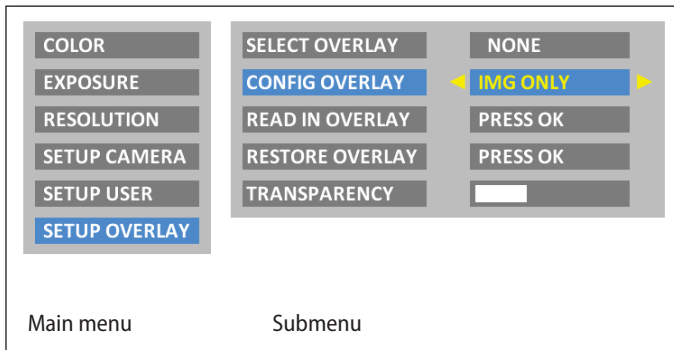 COLOR
EXPOSURE
RESOLUTION
SETUP CAMERA
SETUP USER
SETUP OVERLAY
SELECT OVERLAY NONE
CONFIG OVERLAY IMG ONLY
READ IN OVERLAY PRESS OK
RESTORE OVERLAY PRESS OK
TRANSPARENCY
Main menu
Submenu